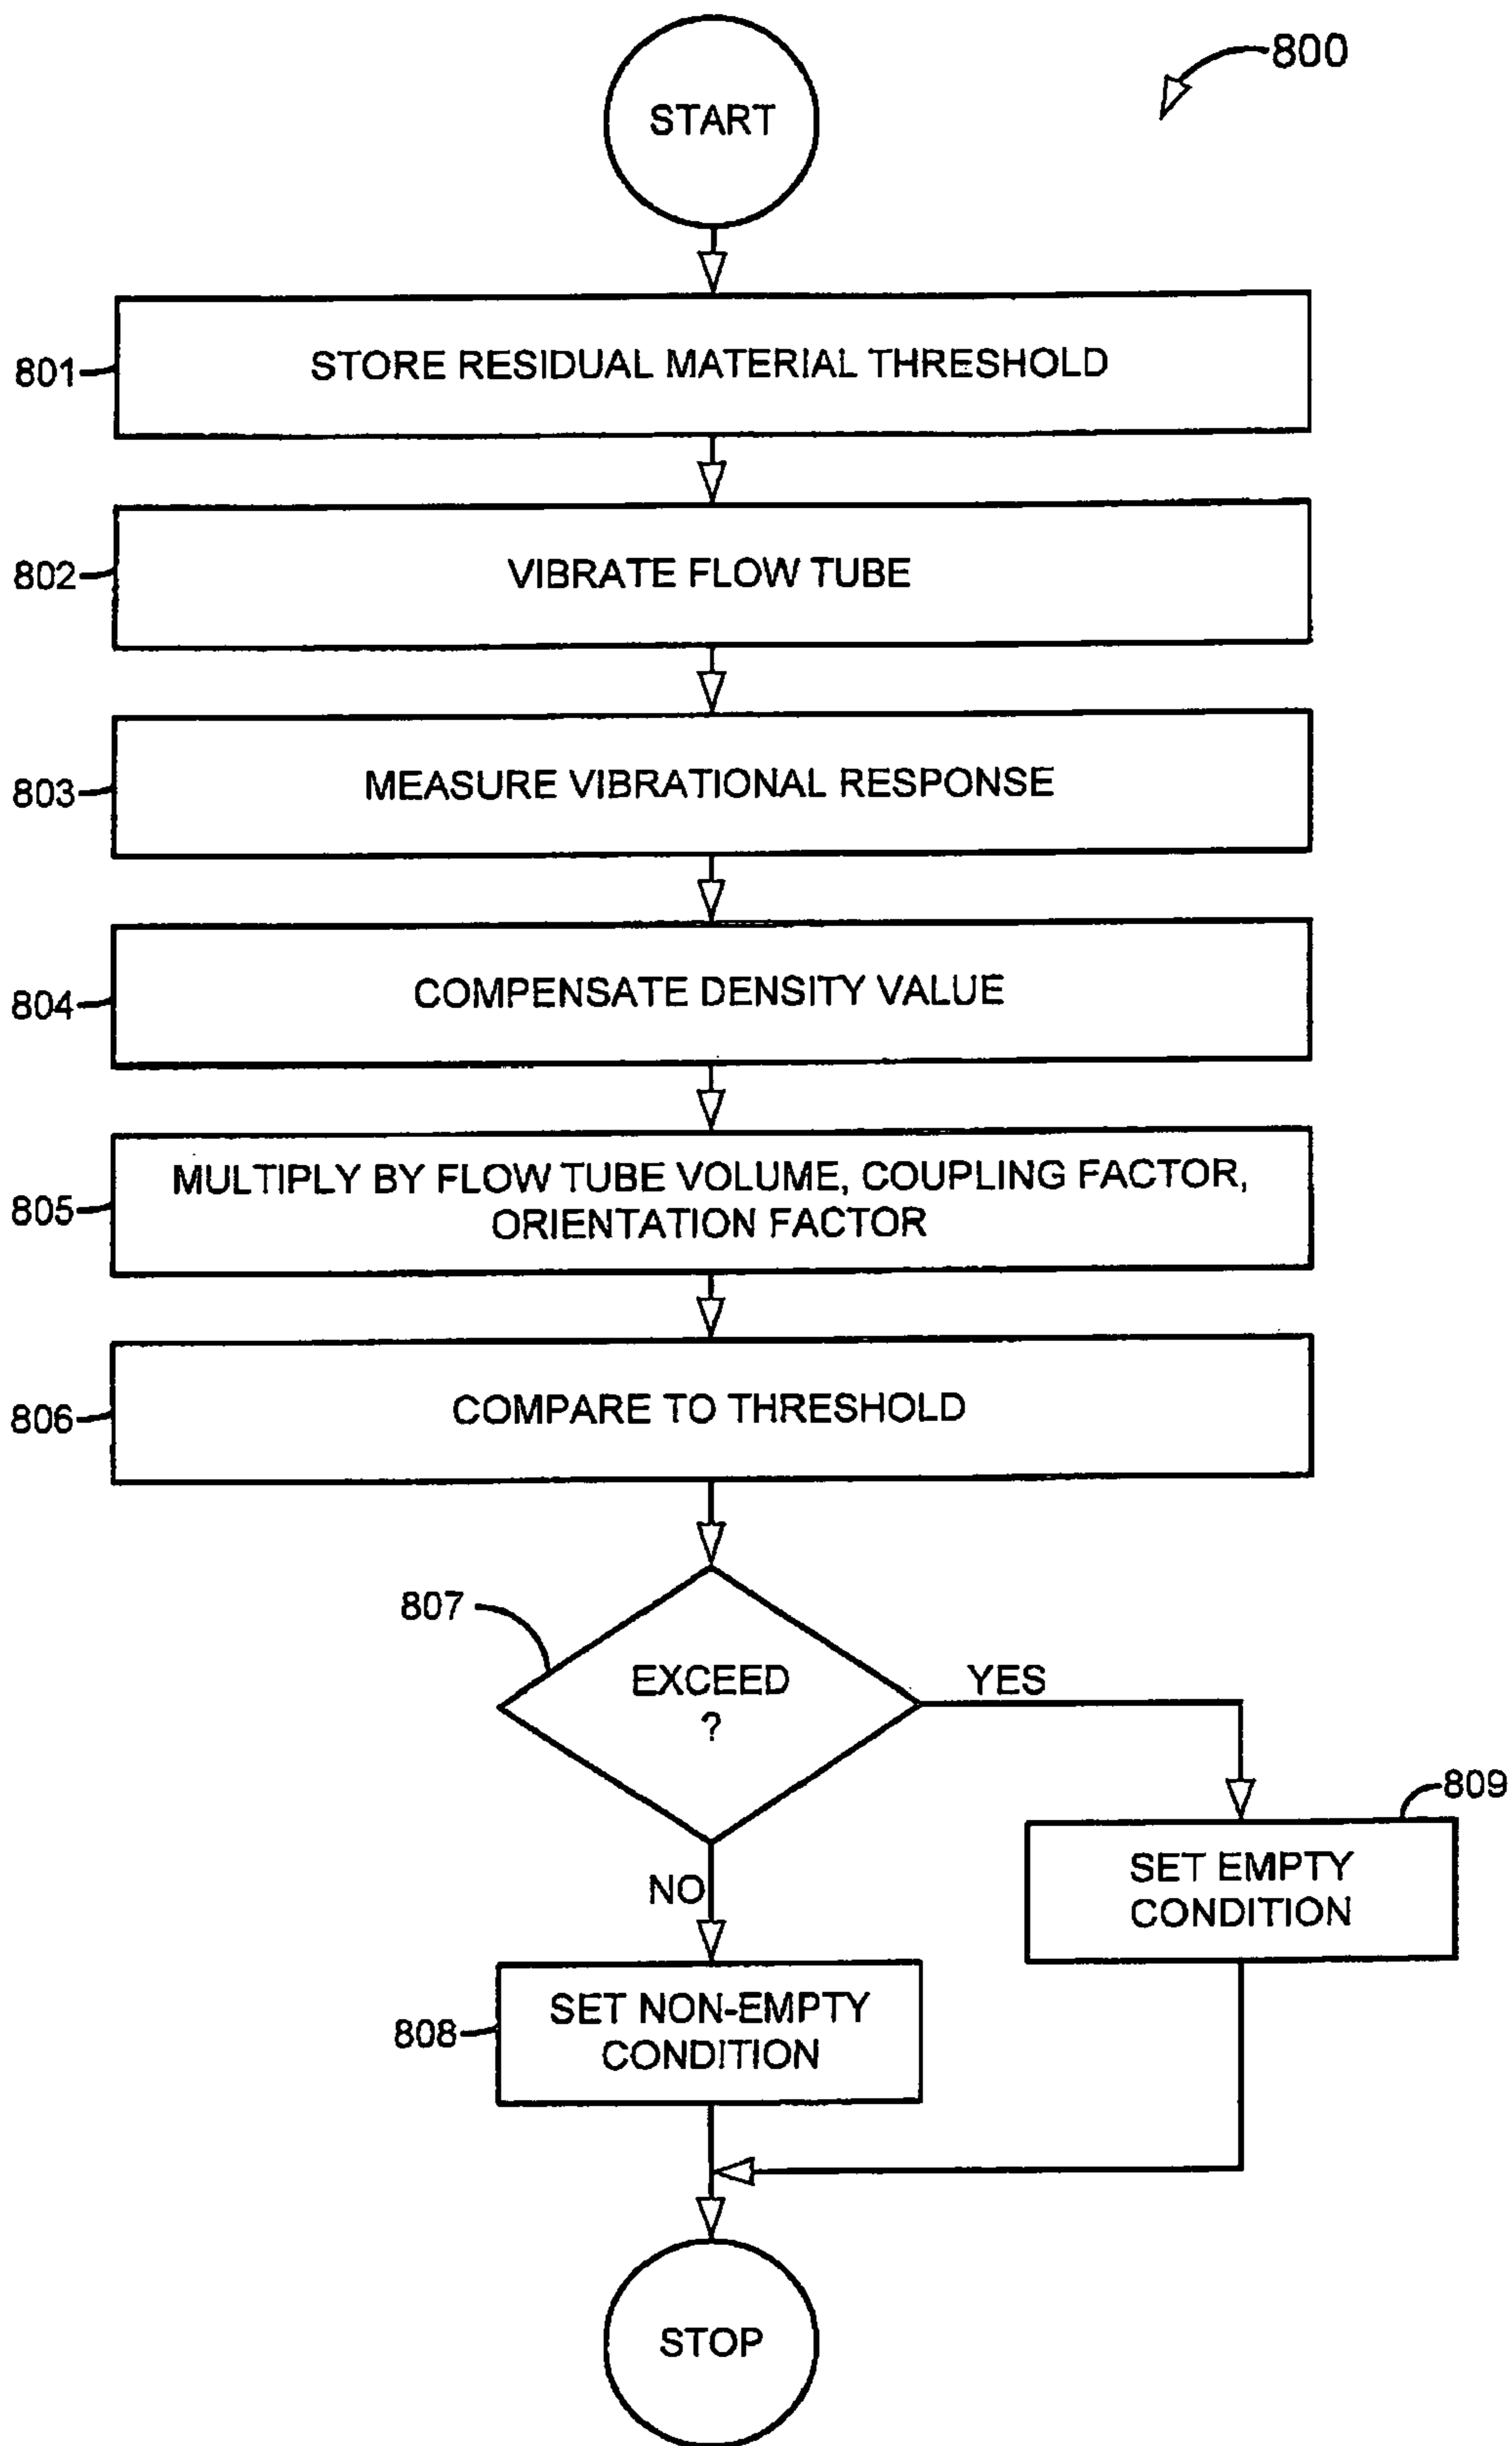 START
800
801
STORE RESIDUAL MATERIAL THRESHOLD
802
VIBRATE FLOW TUBE
803
MEASURE VIBRATIONAL RESPONSE
804
COMPENSATE DENSITY VALUE
805
MULTIPLY BY FLOW TUBE VOLUME, COUPLING FACTOR,
ORIENTATION FACTOR
806
COMPARE TO THRESHOLD
807
EXCEED
?
YES
NO
809
SET EMPTY
CONDITION
808
SET NON-EMPTY
CONDITION
STOP